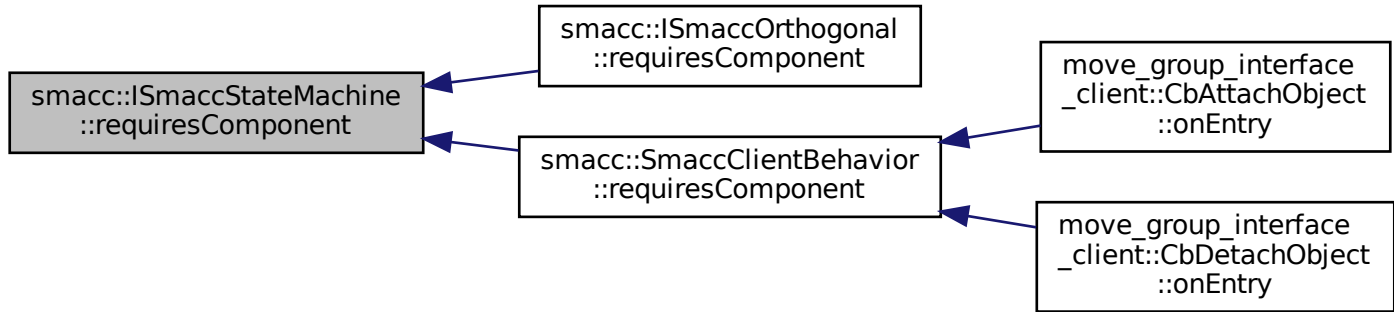 smacc::ISmaccStateMachine
::requiresComponent
smacc::ISmaccOrthogonal
::requiresComponent
smacc::SmaccClientBehavior
::requiresComponent
move_group_interface
_client::CbAttachObject
::onEntry
move_group_interface
_client::CbDetachObject
::onEntry